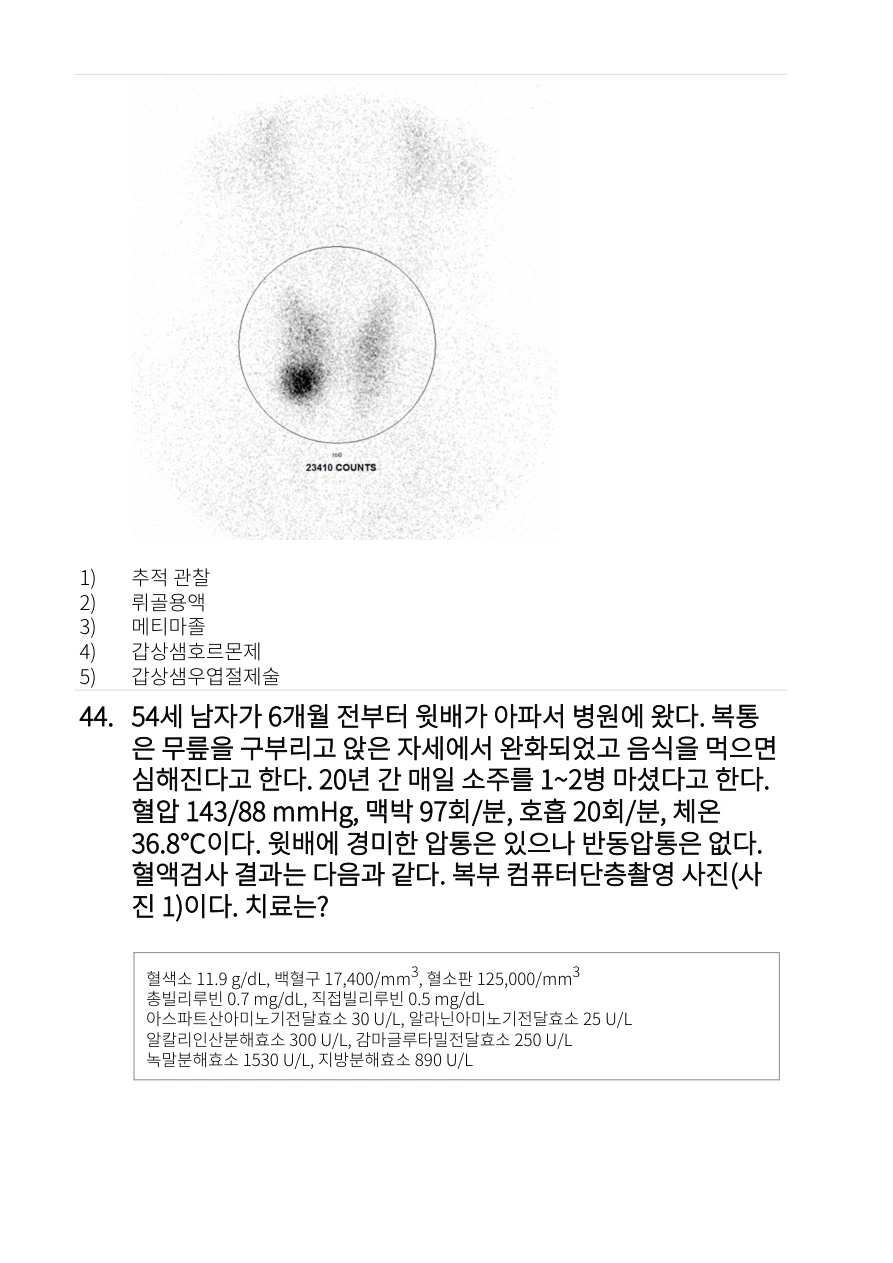 roi0
23410 COUNTS
1) 추적 관찰
2) 뤼골용액
3) 메티마졸
4) 갑상샘호르몬제
5) 갑상샘우엽절제술
44. 54세 남자가 6개월 전부터 윗배가 아파서 병원에 왔다. 복통
은 무릎을 구부리고 앉은 자세에서 완화되었고 음식을 먹으면
심해진다고 한다. 20년 간 매일 소주를 1~2병 마셨다고 한다.
혈압 143/88 mmHg, 맥박 97회/분, 호흡 20회/분, 체온
36.8°C이다. 윗배에 경미한 압통은 있으나 반동압통은 없다.
혈액검사 결과는 다음과 같다. 복부 컴퓨터단층촬영 사진(사
진 1)이다. 치료는?
혈색소 11.9 g/dL, 백혈구 17,400/mm³, 혈소판 125,000/mm³
총빌리루빈 0.7 mg/dL, 직접빌리루빈 0.5 mg/dL
아스파트산아미노기전달효소 30 U/L, 알라닌아미노기전달효소 25 U/L
알칼리인산분해효소 300 U/L, 감마글루타밀전달효소 250 U/L
녹말분해효소 1530 U/L, 지방분해효소 890 U/L